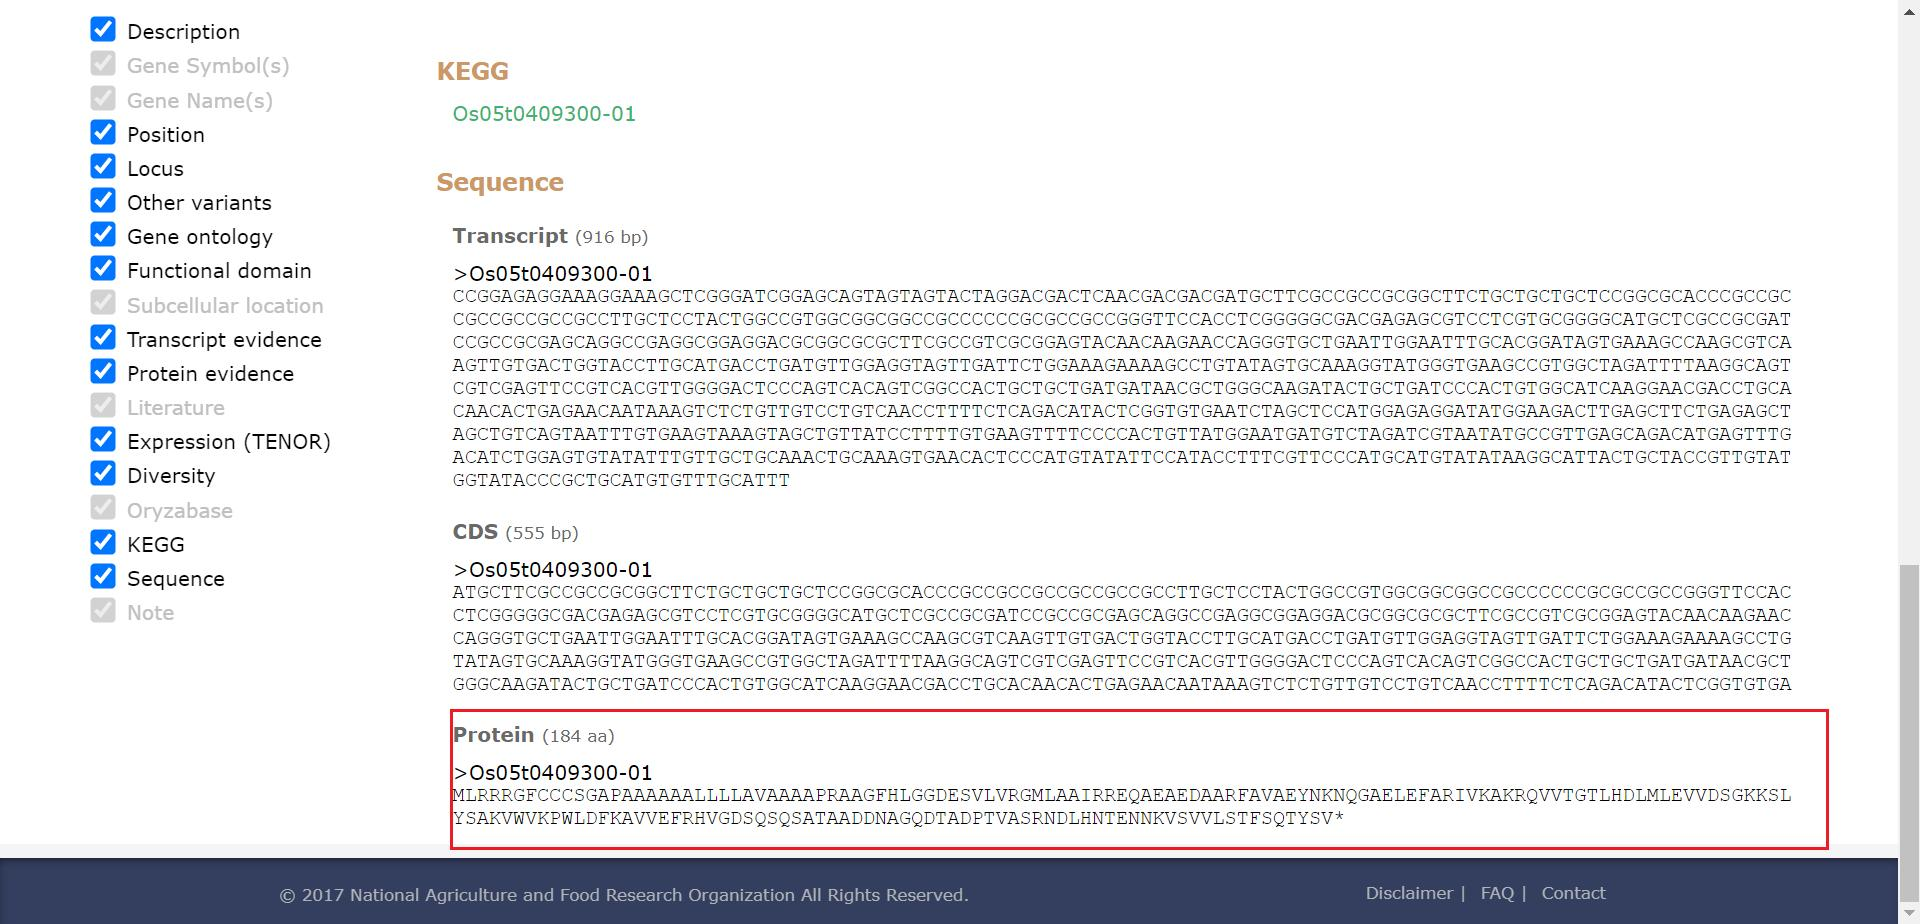 Description
Gene Symbol(s)
Gene Name(s)
Position
Locus
Other variants
Gene ontology
Functional domain
Subcellular location
Transcript evidence
Protein evidence
Literature
Expression (TENOR)
Diversity
Oryzabase
KEGG
Sequence
Note
KEGG
Os05t0409300-01
Sequence
Transcript (916 bp)
>Os05t0409300-01
CCGGAGAGGAAAGGAAAGCTCGGGATCGGAGCAGTAGTAGTACTAGGACGACTCAACGACGACGATGCTTCGCCGCCGCGGCTTCTGCTGCTGCTCCGGCGCACCCGCCGC
CGCCGCCGCCGCCTTGCTCCTACTGGCCGTGGCGGCGGCCGCCCCCCGCGCCGCCGGGTTCCACCTCGGGGGCGACGAGAGCGTCCTCGTGCGGGGCATGCTCGCCGCGAT
CCGCCGCGAGCAGGCCGAGGCGGAGGACGCGGCGCGCTTCGCCGTCGCGGAGTACAACAAGAACCAGGGTGCTGAATTGGAATTTGCACGGATAGTGAAAGCCAAGCGTCA
AGTTGTGACTGGTACCTTGCATGACCTGATGTTGGAGGTAGTTGATTCTGGAAAGAAAAGCCTGTATAGTGCAAAGGTATGGGTGAAGCCGTGGCTAGATTTTAAGGCAGT
CGTCGAGTTCCGTCACGTTGGGGACTCCCAGTCACAGTCGGCCACTGCTGCTGATGATAACGCTGGGCAAGATACTGCTGATCCCACTGTGGCATCAAGGAACGACCTGCA
CAACACTGAGAACAATAAAGTCTCTGTTGTCCTGTCAACCTTTTCTCAGACATACTCGGTGTGAATCTAGCTCCATGGAGAGGATATGGAAGACTTGAGCTTCTGAGAGCT
AGCTGTCAGTAATTTGTGAAGTAAAGTAGCTGTTATCCTTTTGTGAAGTTTTCCCCACTGTTATGGAATGATGTCTAGATCGTAATATGCCGTTGAGCAGACATGAGTTTG
ACATCTGGAGTGTATATTTGTTGCTGCAAACTGCAAAGTGAACACTCCCATGTATATTCCATACCTTTCGTTCCCATGCATGTATATAAGGCATTACTGCTACCGTTGTAT
GGTATACCCGCTGCATGTGTTTGCATTT
CDS (555 bp)
>Os05t0409300-01
ATGCTTCGCCGCCGCGGCTTCTGCTGCTGCTCCGGCGCACCCGCCGCCGCCGCCGCCGCCTTGCTCCTACTGGCCGTGGCGGCGGCCGCCCCCCGCGCCGCCGGGTTCCAC
CTCGGGGGCGACGAGAGCGTCCTCGTGCGGGGCATGCTCGCCGCGATCCGCCGCGAGCAGGCCGAGGCGGAGGACGCGGCGCGCTTCGCCGTCGCGGAGTACAACAAGAAC
CAGGGTGCTGAATTGGAATTTGCACGGATAGTGAAAGCCAAGCGTCAAGTTGTGACTGGTACCTTGCATGACCTGATGTTGGAGGTAGTTGATTCTGGAAAGAAAAGCCTG
TATAGTGCAAAGGTATGGGTGAAGCCGTGGCTAGATTTTAAGGCAGTCGTCGAGTTCCGTCACGTTGGGGACTCCCAGTCACAGTCGGCCACTGCTGCTGATGATAACGCT
GGGCAAGATACTGCTGATCCCACTGTGGCATCAAGGAACGACCTGCACAACACTGAGAACAATAAAGTCTCTGTTGTCCTGTCAACCTTTTCTCAGACATACTCGGTGTGA
Protein (184 aa)
>Os05t0409300-01
MLRRRGFCCCSGAPAAAAAALLLLAVAAAAPRAAGFHLGGDESVLVRGMLAAIRREQAEAEDAARFAVAEYNKNQGAELEFARIVKAKRQVVTGTLHDLMLEVVDSGKKSL
YSAKVWVKPWLDFKAVVEFRHVGDSQSQSATAADDNAGQDTADPTVASRNDLHNTENNKVSVVLSTFSQTYSV*
© 2017 National Agriculture and Food Research Organization All Rights Reserved.
Disclaimer | FAQ | Contact